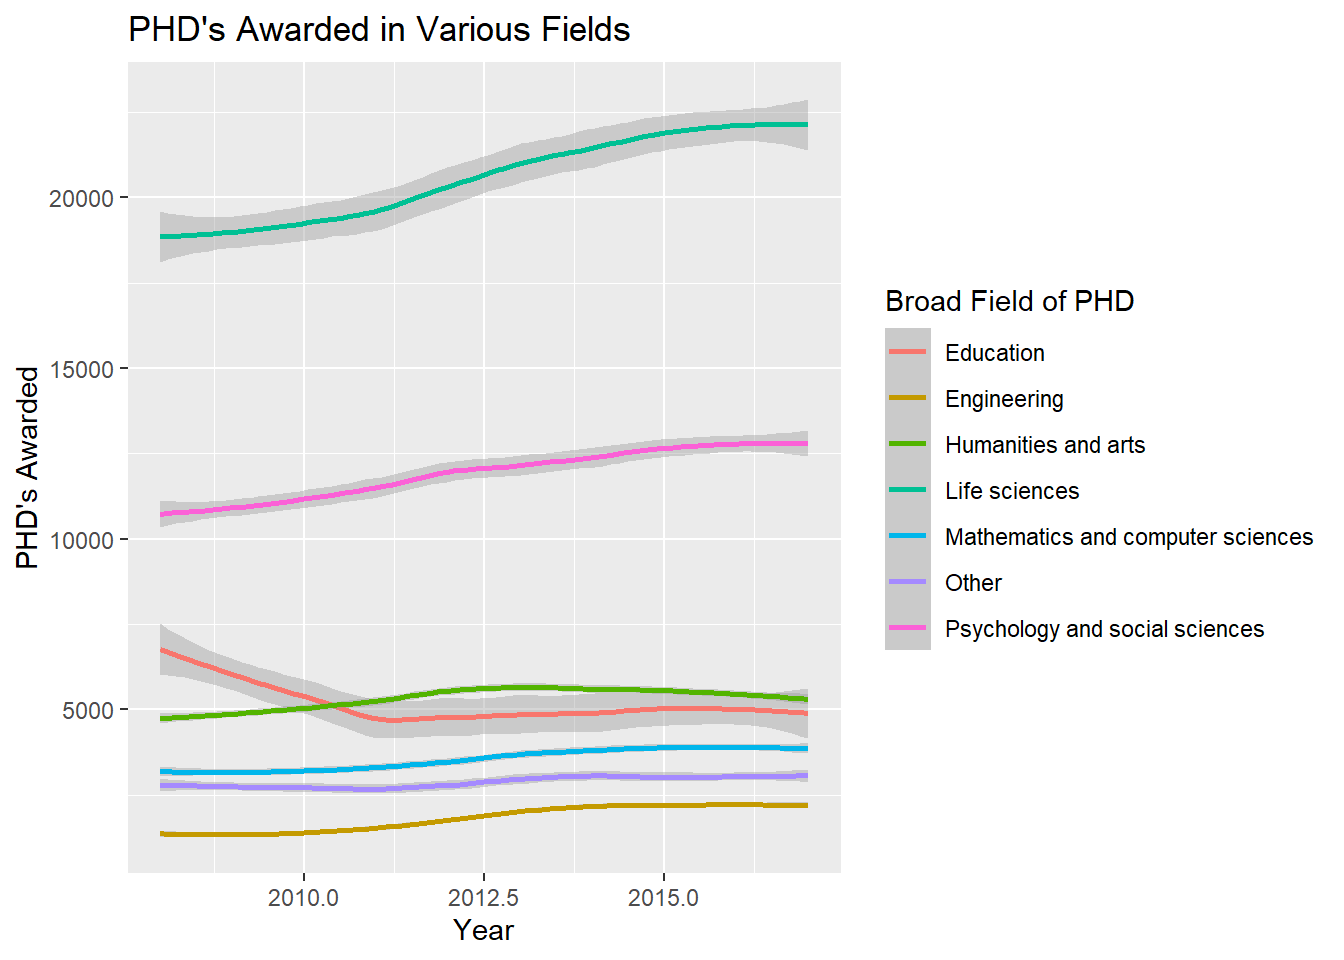 PHD's Awarded in Various Fields
20000
15000
10000
5000
PHD's Awarded
2010.0
2012.5
2015.0
Year
Broad Field of PHD
Education
Engineering
Humanities and arts
Life sciences
Mathematics and computer sciences
Other
Psychology and social sciences